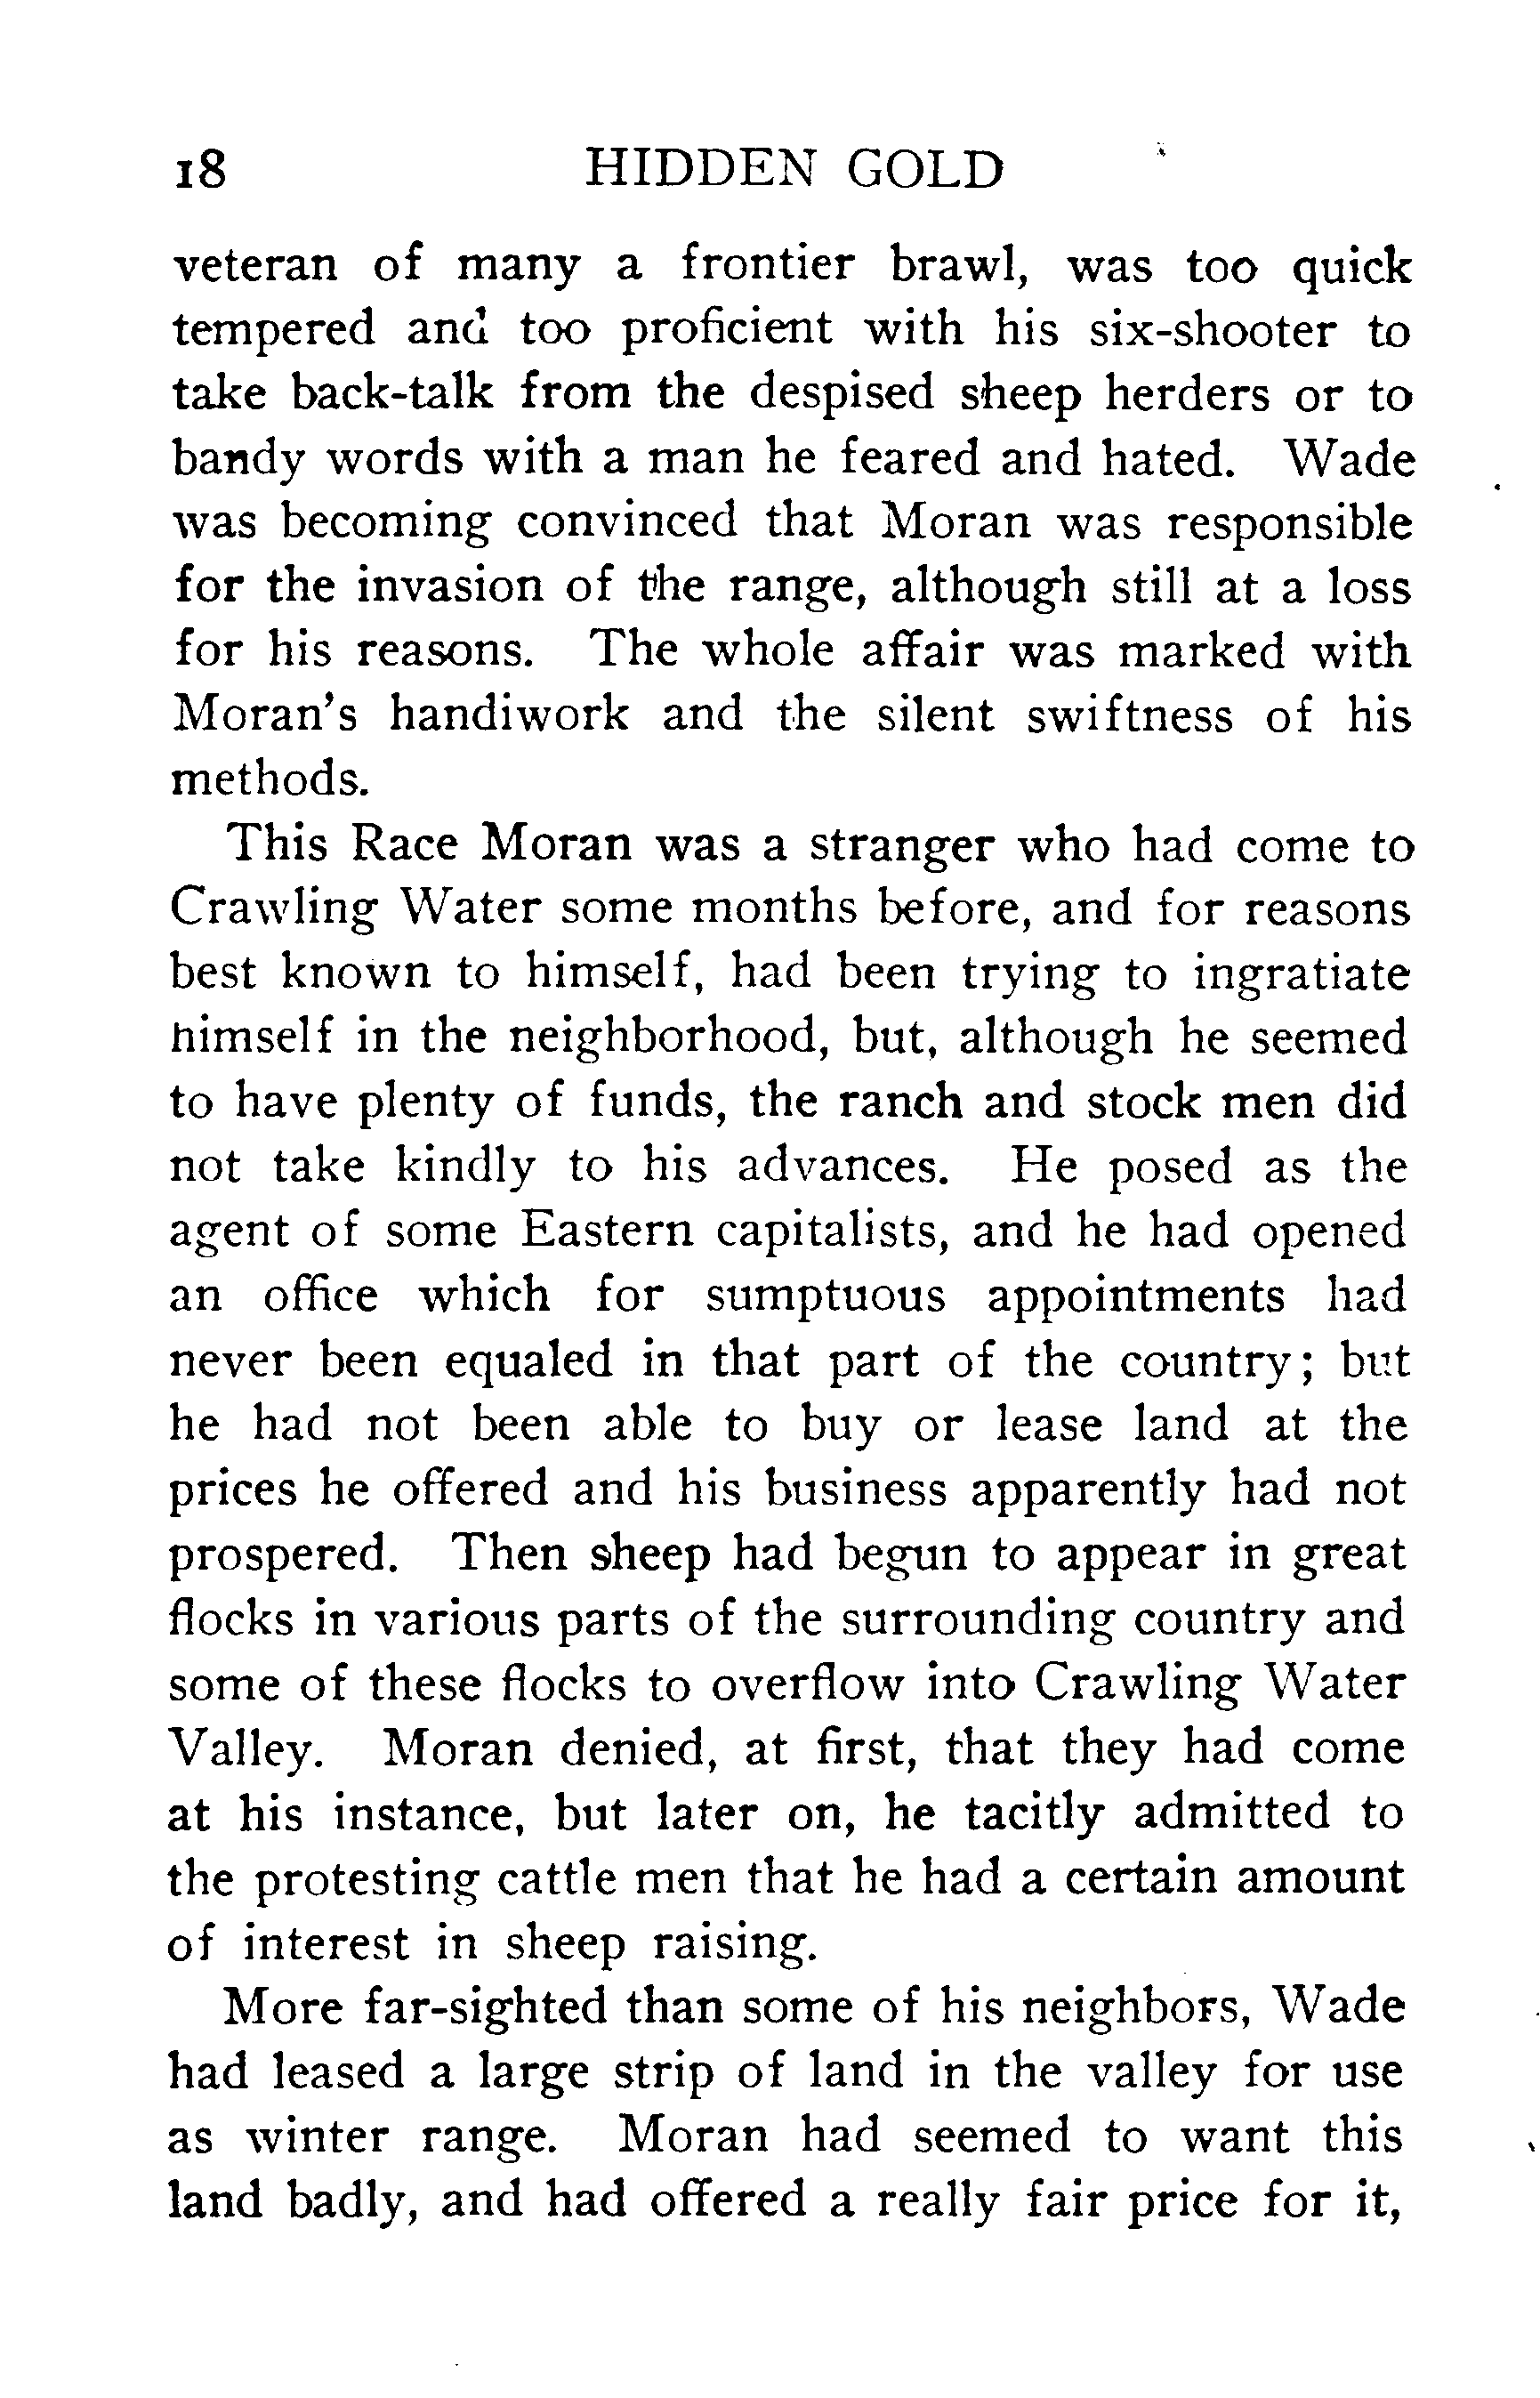 18 HIDDEN GOLD
veteran of many a frontier brawl, was too quick
tempered and too proficient with his six-shooter to
take back-talk from the despised sheep herders or to
bandy words with a man he feared and hated. Wade
was becoming convinced that Moran was responsible
for the invasion of the range, although still at a loss
for his reasons. The whole affair was marked with
Moran's handiwork and the silent swiftness of his
methods.
This Race Moran was a stranger who had come to
Crawling Water some months before, and for reasons
best known to himself, had been trying to ingratiate
himself in the neighborhood, but, although he seemed
to have plenty of funds, the ranch and stock men did
not take kindly to his advances. He posed as the
agent of some Eastern capitalists, and he had opened
an office which for sumptuous appointments had
never been equaled in that part of the country; but
he had not been able to buy or lease land at the
prices he offered and his business apparently had not
prospered. Then sheep had begun to appear in great
flocks in various parts of the surrounding country and
some of these flocks to overflow into Crawling Water
Valley. Moran denied, at first, that they had come
at his instance, but later on, he tacitly admitted to
the protesting cattle men that he had a certain amount
of interest in sheep raising.
More far-sighted than some of his neighbors, Wade
had leased a large strip of land in the valley for use
as winter range. Moran had seemed to want this
land badly, and had offered a really fair price for it,